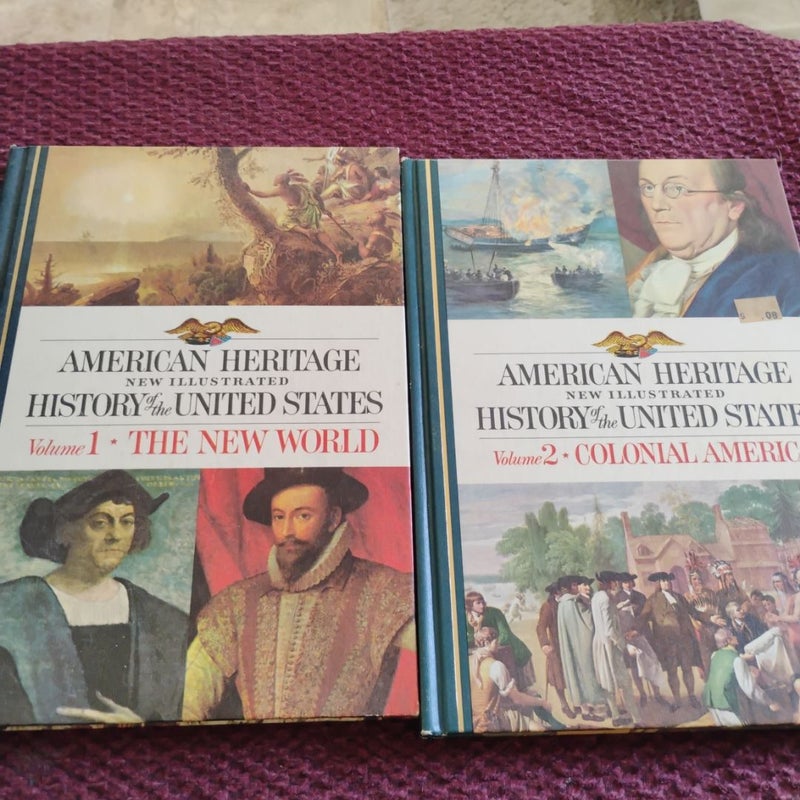 AMERICAN HERITAGE
NEW ILLUSTRATED
HISTORY of the UNITED STATES
Volume 1 ★ THE NEW WORLD
AMERICAN HERITAGE
NEW ILLUSTRATED
HISTORY of the UNITED STATE
Volume 2 ★ COLONIAL AMERICA